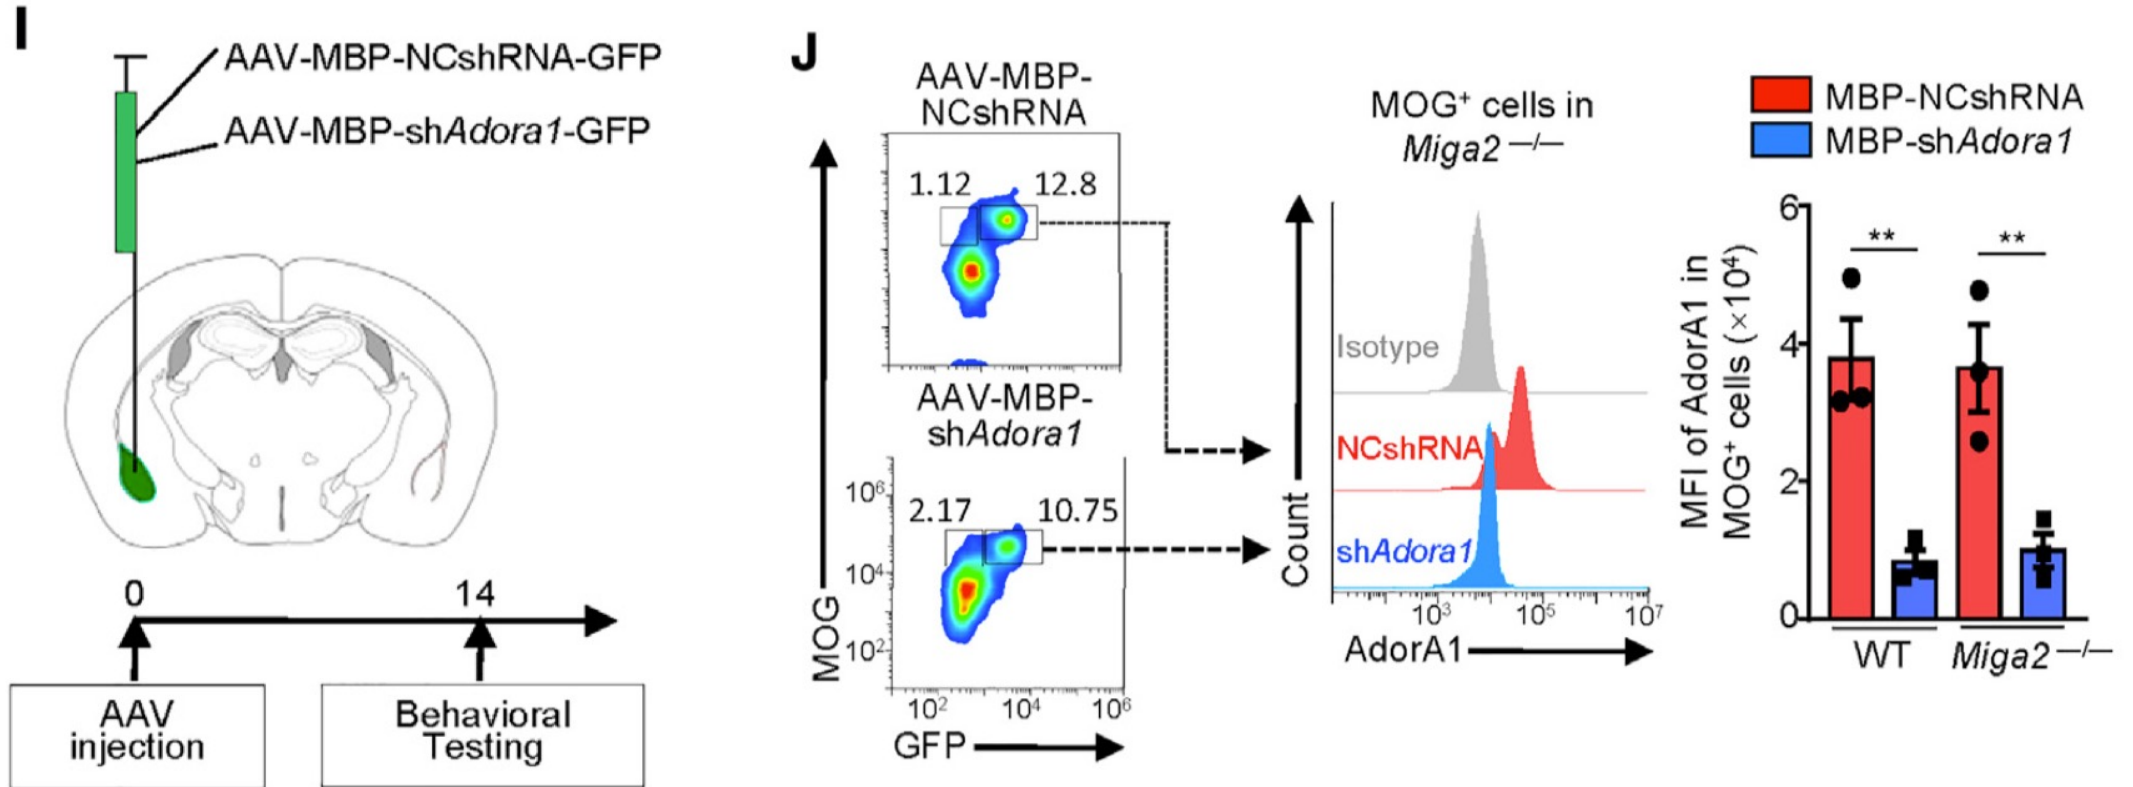 I
AAV-MBP-NCshRNA-GFP
AAV-MBP-shAdora1-GFP
0
14
AAV
injection
Behavioral
Testing
J
AAV-MBP-
NCshRNA
1.12
12.8
AAV-MBP-
shAdora1
2.17
10.75
10⁶
10⁴
10²
MOG
10²
10⁴
10⁶
GFP
MOG⁺ cells in
Miga2 —/—
Isotype
NCshRNA
shAdora1
Count
10³
10⁵
10⁷
AdorA1
MBP-NCshRNA
MBP-shAdora1
MFI of AdorA1 in
MOG⁺ cells (×10⁴)
6
4
2
0
**
**
WT
Miga2 —/—